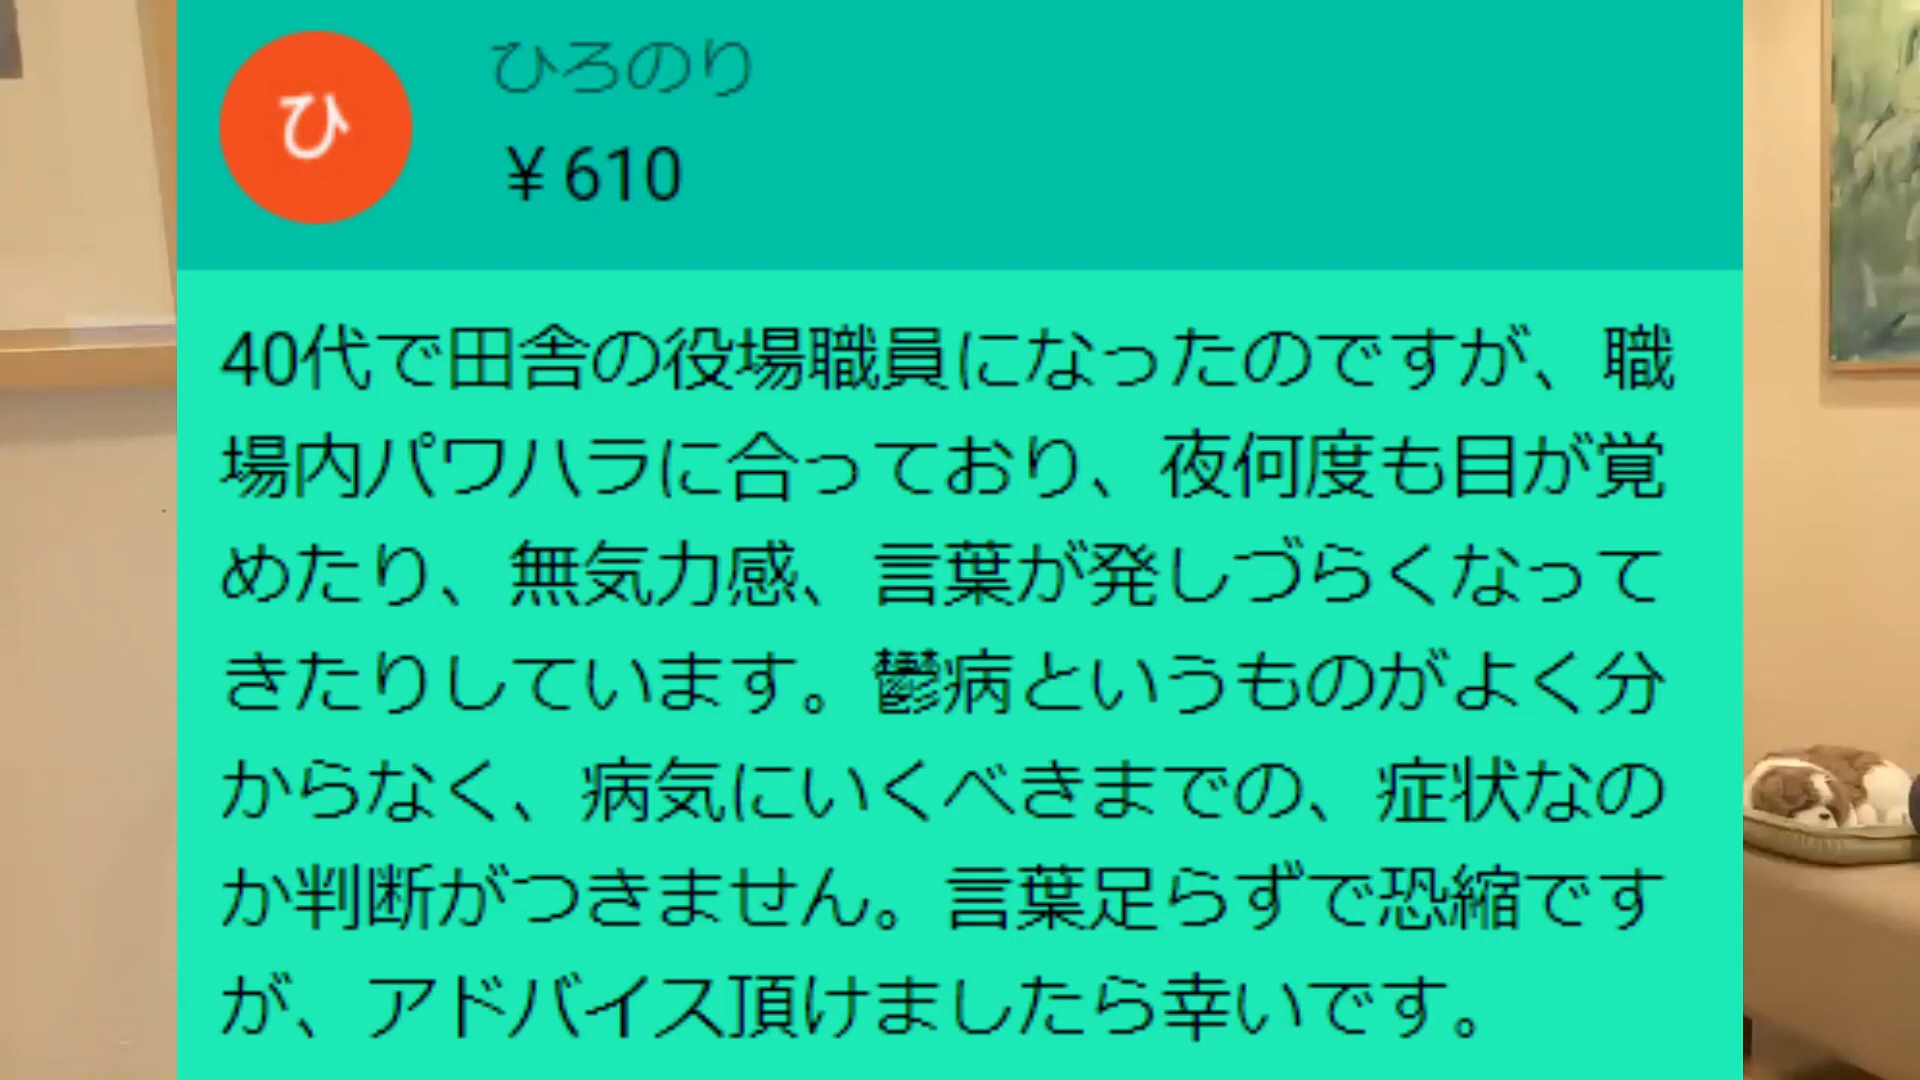 ひ
ひろのり
￥610
40代で田舎の役場職員になったのですが、職
場内パワハラに合っており、夜何度も目が覚
めたり、無気力感、言葉が発しづらくなって
きたりしています。鬱病というものがよく分
からなく、病気にいくべきまでの、症状なの
か判断がつきません。言葉足らずで恐縮です
が、アドバイス頂けましたら幸いです。